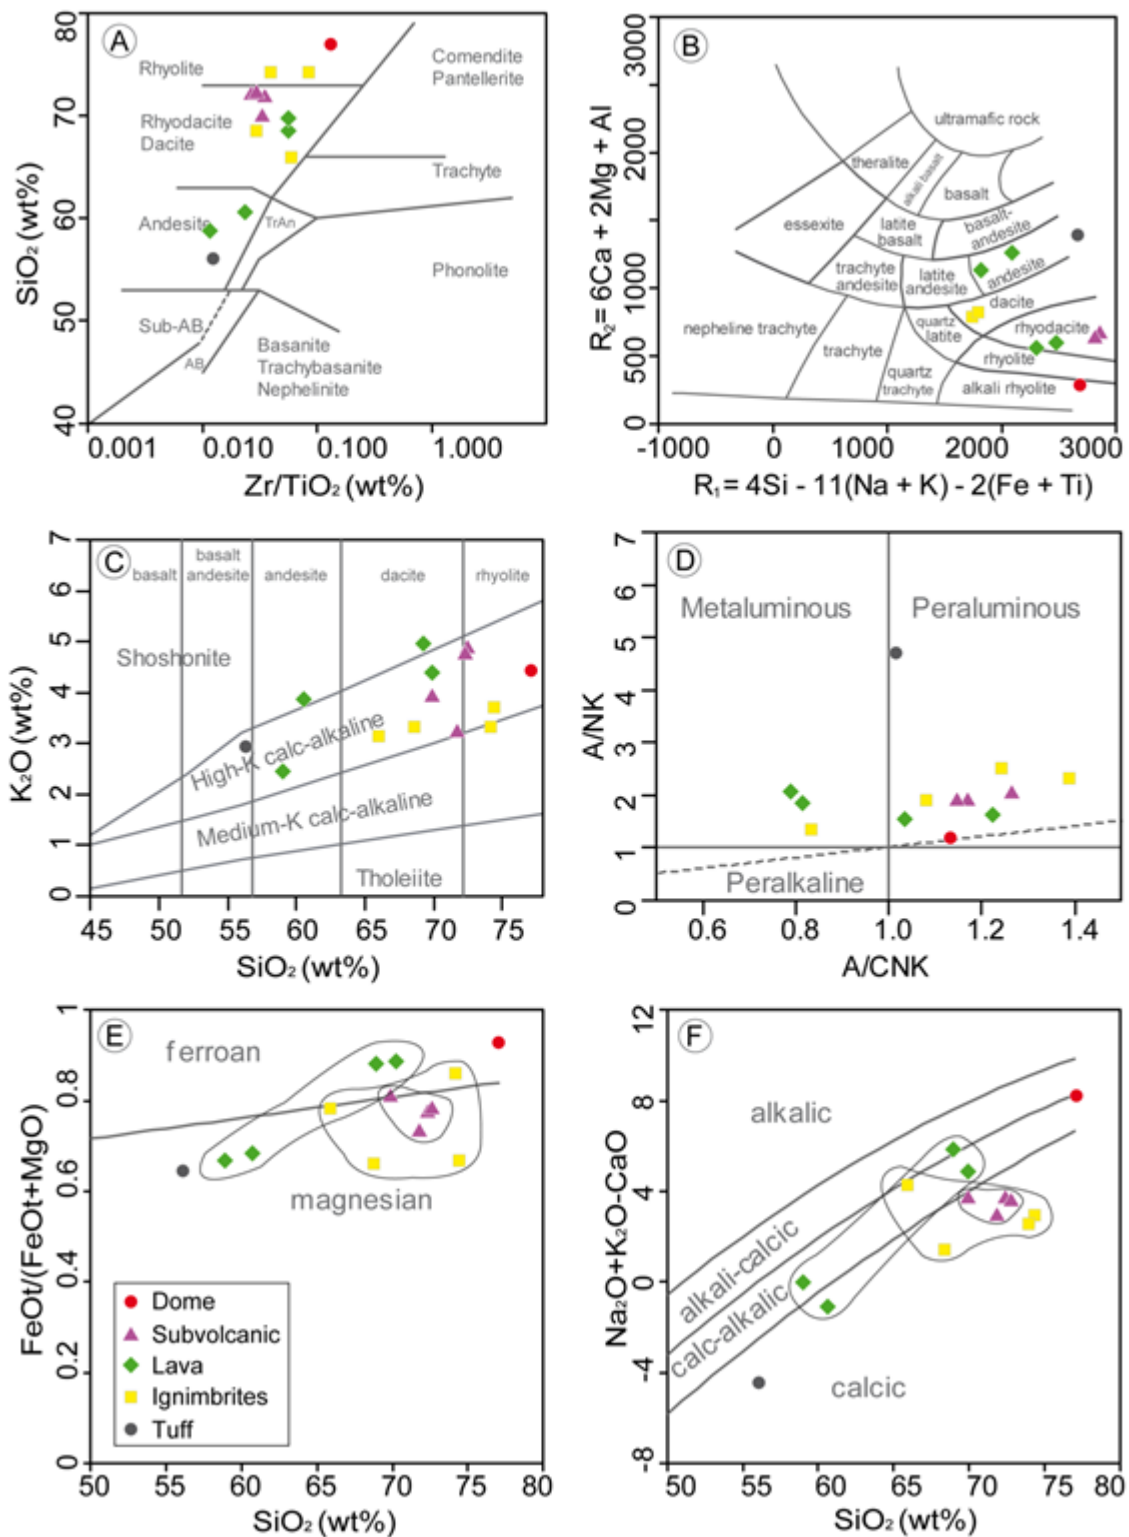 A
80
70
60
50
40
SiO₂ (wt%)
Rhyolite
Comendite
Pantellerite
Rhyodacite
Dacite
Trachyte
Andesite
TrAn
Phonolite
Sub-AB
AB
Basanite
Trachybasanite
Nephelinite
0.001
0.010
0.100
1.000
Zr/TiO₂ (wt%)
B
3000
2000
1000
500
0
R₂= 6Ca + 2Mg + Al
ultramafic rock
theralite
alkali basalt
basalt
essexite
latite
basalt
basalt-
andesite
trachyte
andesite
latite
andesite
andesite
dacite
nepheline trachyte
quartz
latite
rhyodacite
trachyte
rhyolite
quartz
trachyte
alkali rhyolite
-1000
0
1000
2000
3000
R₁= 4Si - 11(Na + K) - 2(Fe + Ti)
C
7
6
5
4
3
2
1
0
K₂O (wt%)
basalt
basalt
andesite
andesite
dacite
rhyolite
Shoshonite
High-K calc-alkaline
Medium-K calc-alkaline
Tholeiite
45
50
55
60
65
70
75
SiO₂ (wt%)
D
7
6
5
4
3
2
1
0
A/NK
Metaluminous
Peraluminous
Peralkaline
0.6
0.8
1.0
1.2
1.4
A/CNK
E
1
0.8
0.6
0.4
0.2
0
FeOt/(FeOt+MgO)
ferroan
magnesian
Dome
Subvolcanic
Lava
Ignimbrites
Tuff
50
55
60
65
70
75
80
SiO₂ (wt%)
F
12
8
4
0
-4
-8
Na₂O+K₂O-CaO
alkalic
alkali-calcic
calc-alkalic
calcic
50
55
60
65
70
75
80
SiO₂ (wt%)